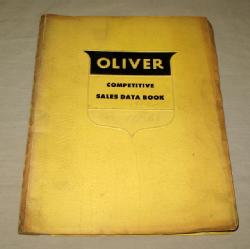 OLIVER
COMPETITIVE
SALES DATA BOOK